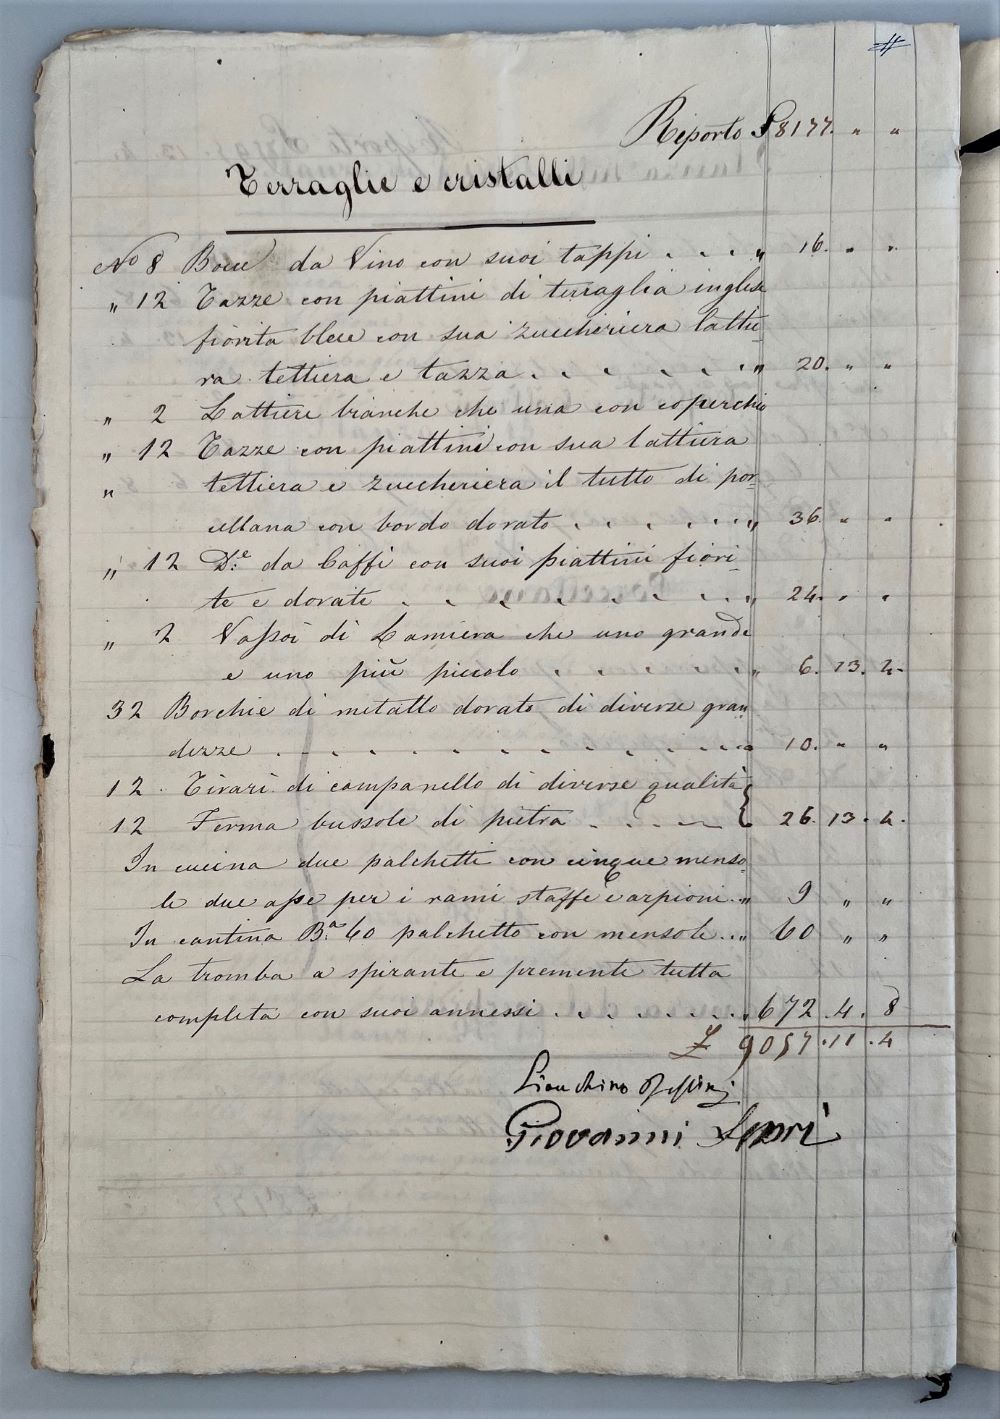 Riporto £ 8177. " "
Terraglie e cristalli
No 8 Bocce da Vino con suoi tappi . . . " 16. " "
" 12 Tazze con piattini di terraglia inglese
fiorita bleu con sua zuccheriera lattie-
ra tettiera e tazza . . . . . . " 20. " "
" 2 Lattiere bianche che una con coperchio
" 12 Tazze con piattini con sua lattiera
" tettiera e zuccheriera il tutto di por-
cellana con bordo dorato . . . . . " 36. " "
" 12 D.e da Caffè con suoi piattini fiori-
te e dorate . . . . . . . . " 24. " "
" 2 Vassoi di Lamiera che uno grande
e uno più piccolo . . . . . " 6. 13. 4.
32 Borchie di metallo dorato di diverse gran-
dezze . . . . . . . . . . . " 10. " "
12 . Tirari di campanello di diverse qualità
12 Ferma bussole di pietra . . . . } 26. 13. 4.
In cucina due palchetti con cinque menso-
le due asse per i rami staffe e arpioni. " 9 " "
In cantina B.a 60 palchetto con mensole.. " 60 " "
La tromba a spirante e premente tutta
completa con suoi annessi . . . . . . . " 672. 4. 8
£ 9057. 11. 4
Giovanni Lepri